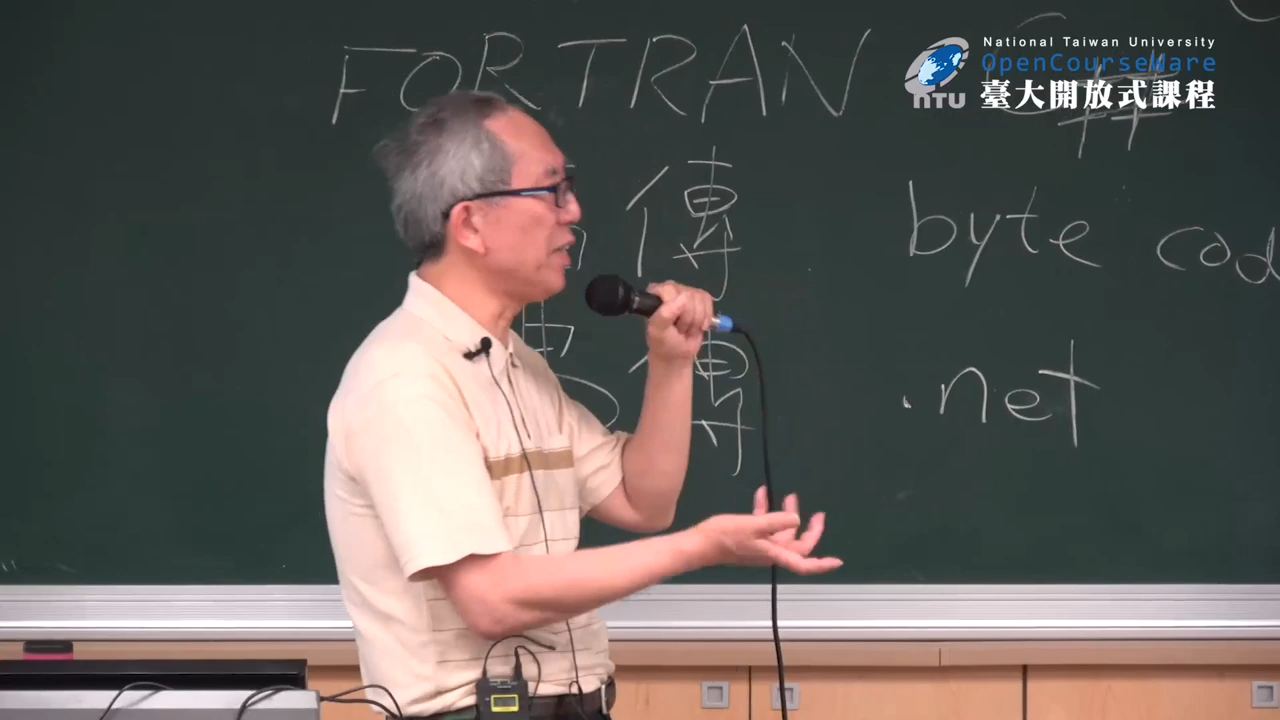 FORTRAN
National Taiwan University
OpenCourseWare
NTU 臺大開放式課程
傳
byte cod
.net